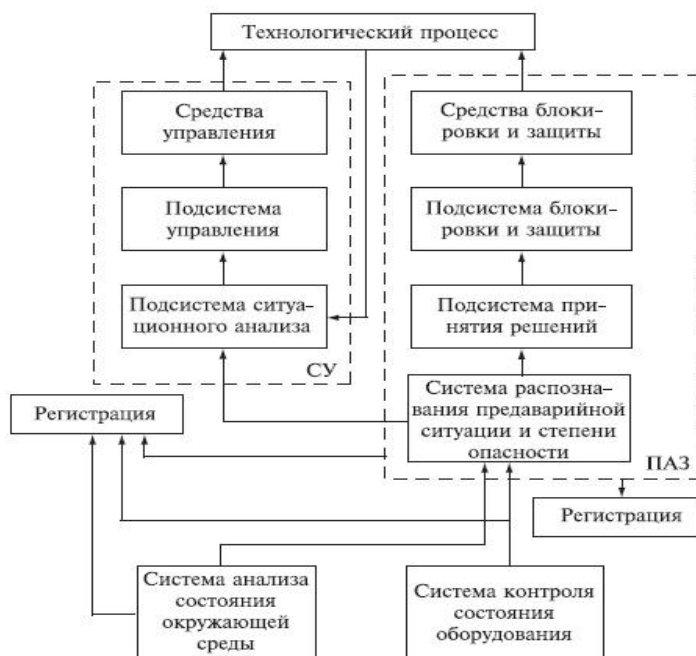 Технологический процесс
Средства
управления
Средства блоки-
ровки и защиты
Подсистема
управления
Подсистема блоки-
ровки и защиты
Подсистема ситуа-
ционного анализа
Подсистема при-
нятия решений
СУ
Система распозна-
вания предаварийной
ситуации и степени
опасности
Регистрация
ПАЗ
Регистрация
Система анализа
состояния
окружающей
среды
Система контроля
состояния
оборудования